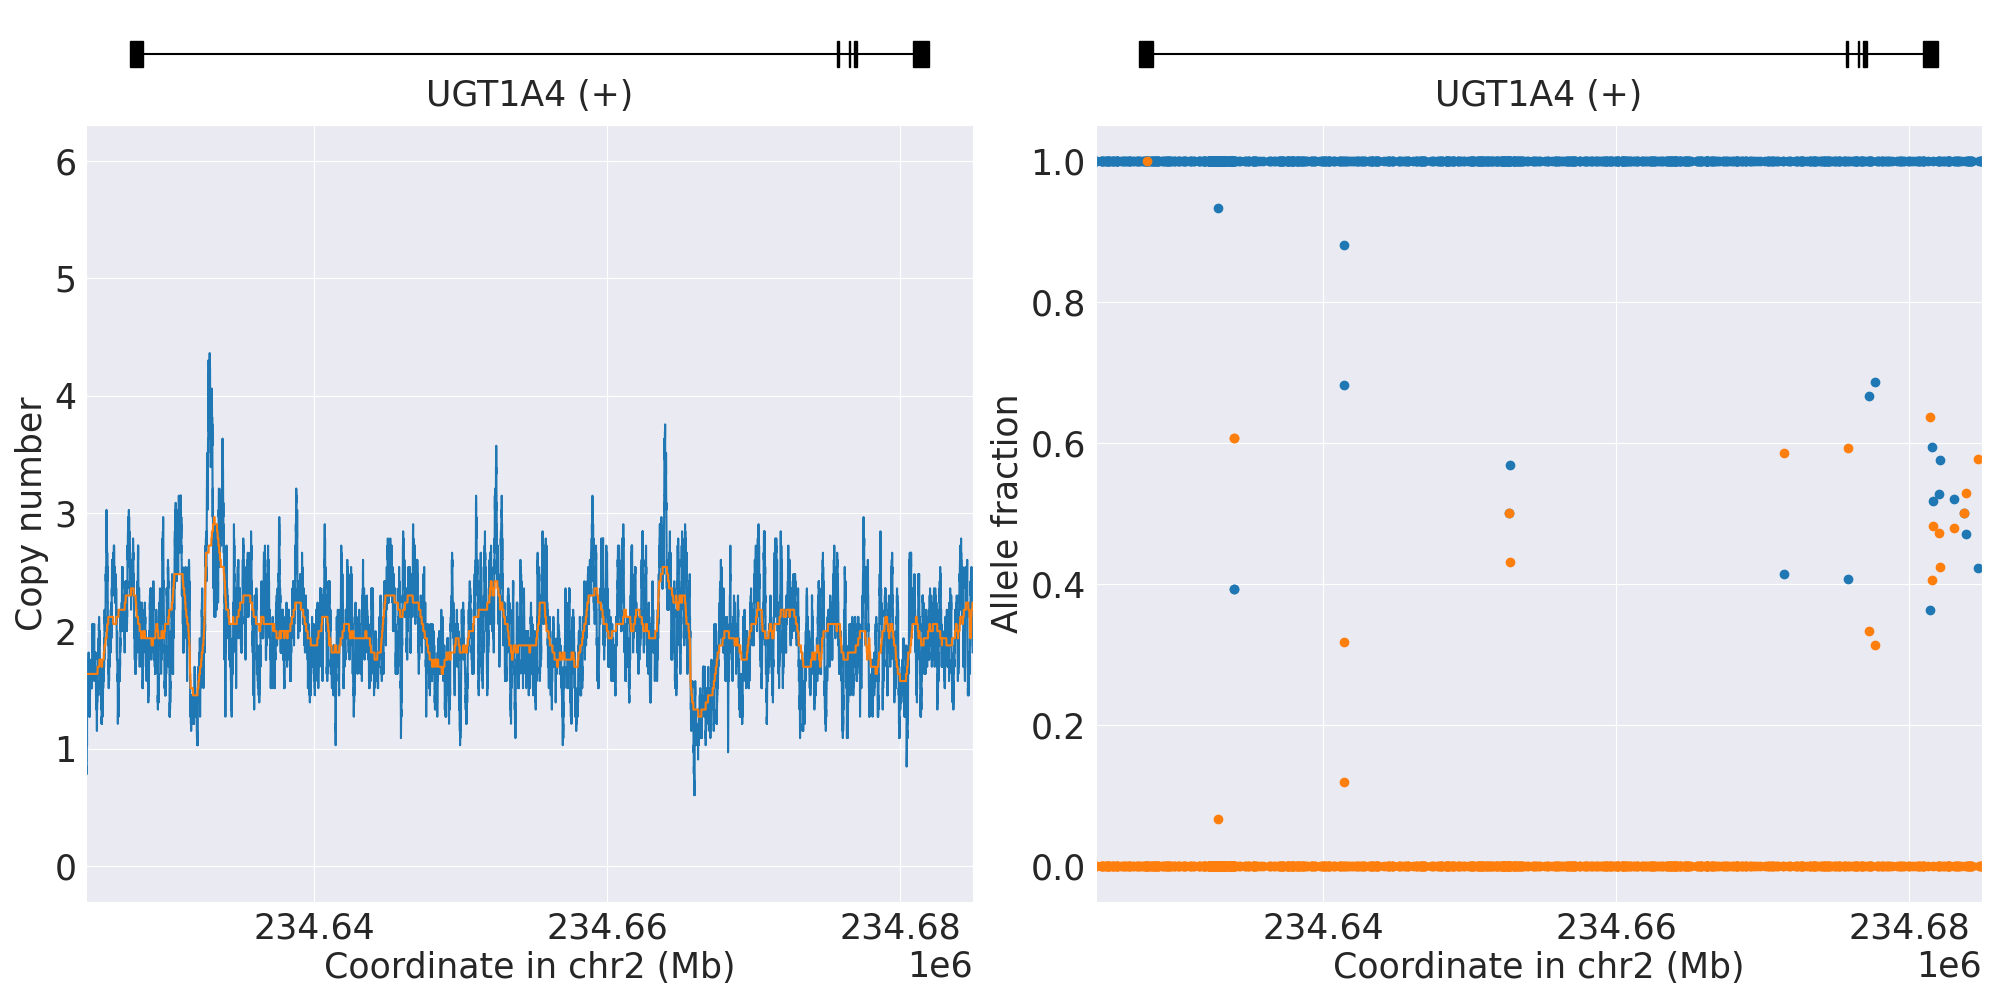 UGT1A4 (+)
6
5
4
3
2
1
0
Copy number
234.64
234.66
234.68
Coordinate in chr2 (Mb)
1e6
UGT1A4 (+)
1.0
0.8
0.6
0.4
0.2
0.0
Allele fraction
234.64
234.66
234.68
Coordinate in chr2 (Mb)
1e6